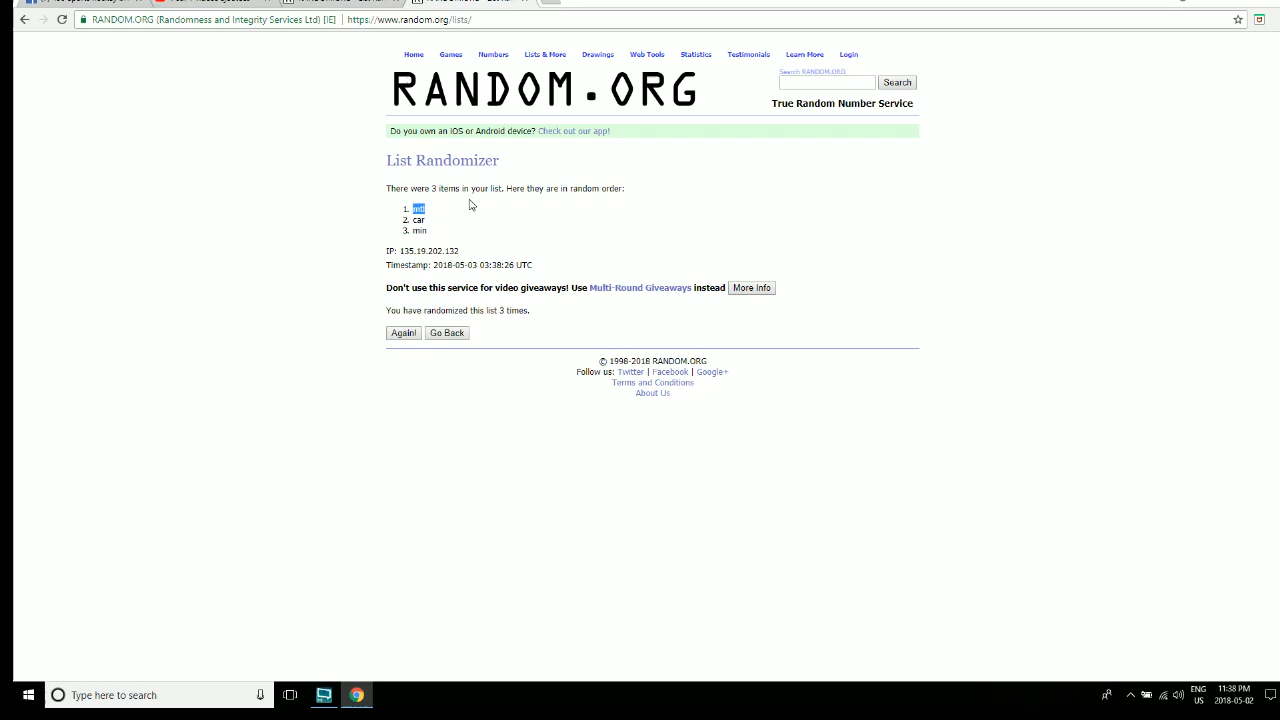 RANDOM.ORG (Randomness and Integrity Services Ltd) [IE] https://www.random.org/lists/
Home Games Numbers Lists & More Drawings Web Tools Statistics Testimonials Learn More Login
RANDOM.ORG
Search RANDOM.ORG
Search
True Random Number Service
Do you own an iOS or Android device? Check out our app!
List Randomizer
There were 3 items in your list. Here they are in random order:
1. mtl
2. car
3. min
IP: 135.19.202.132
Timestamp: 2018-05-03 03:38:26 UTC
Don't use this service for video giveaways! Use Multi-Round Giveaways instead More Info
You have randomized this list 3 times.
Again! Go Back
© 1998-2018 RANDOM.ORG
Follow us: Twitter | Facebook | Google+
Terms and Conditions
About Us
Type here to search
ENG
US
11:38 PM
2018-05-02